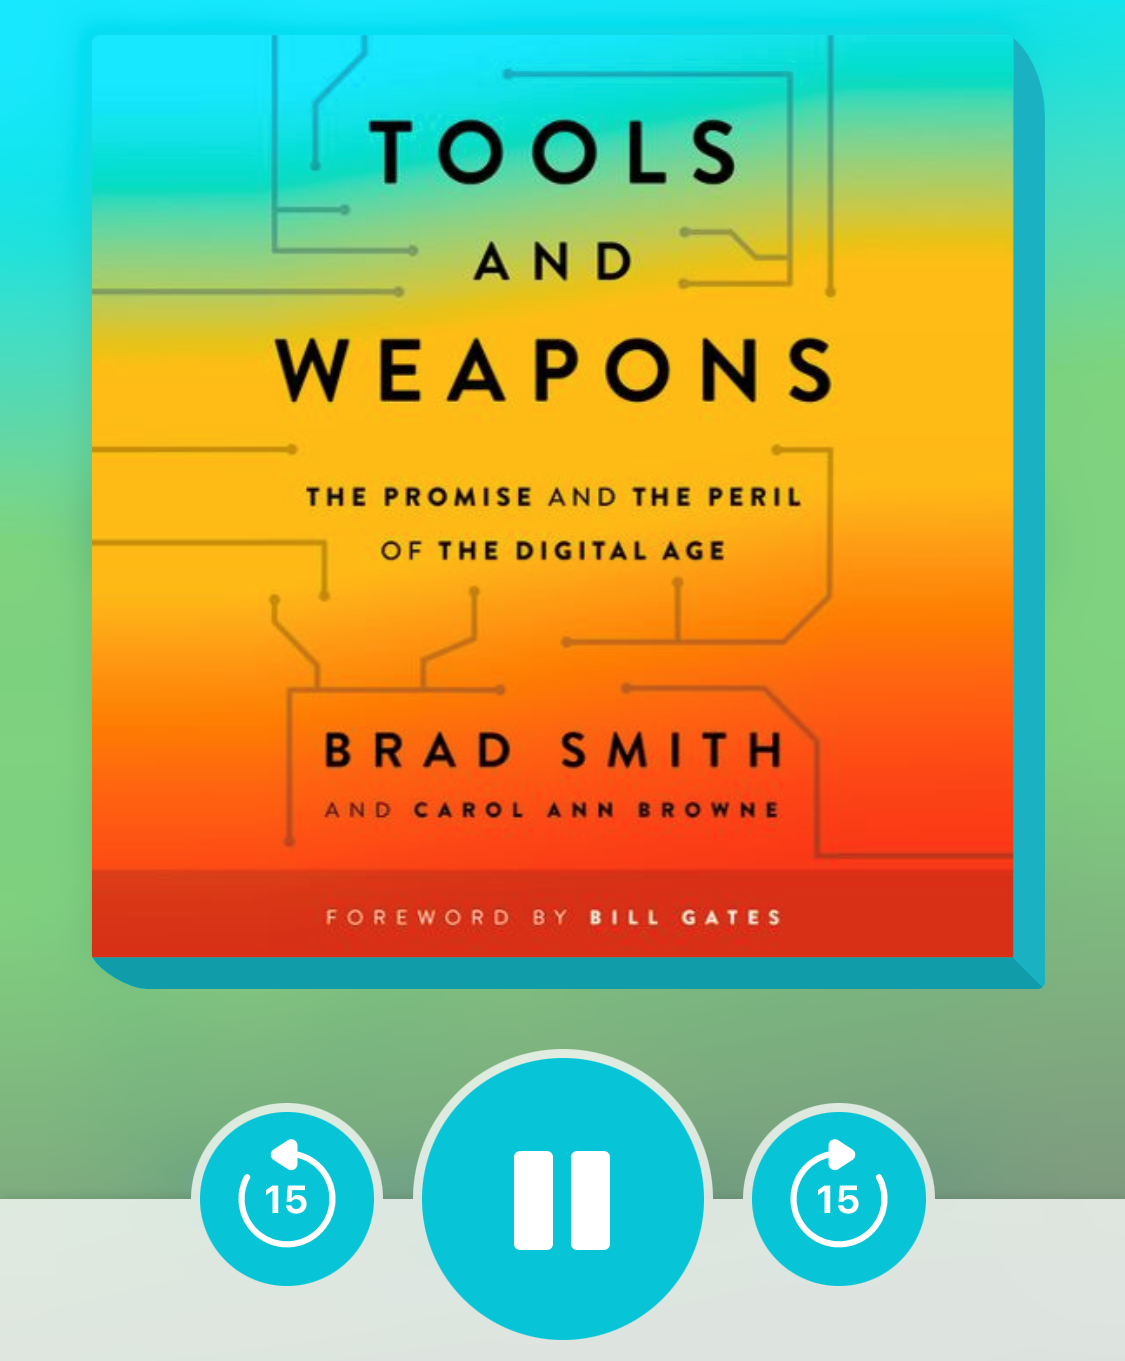 TOOLS
AND
WEAPONS
THE PROMISE AND THE PERIL
OF THE DIGITAL AGE
BRAD SMITH
AND CAROL ANN BROWNE
FOREWORD BY BILL GATES
15 15